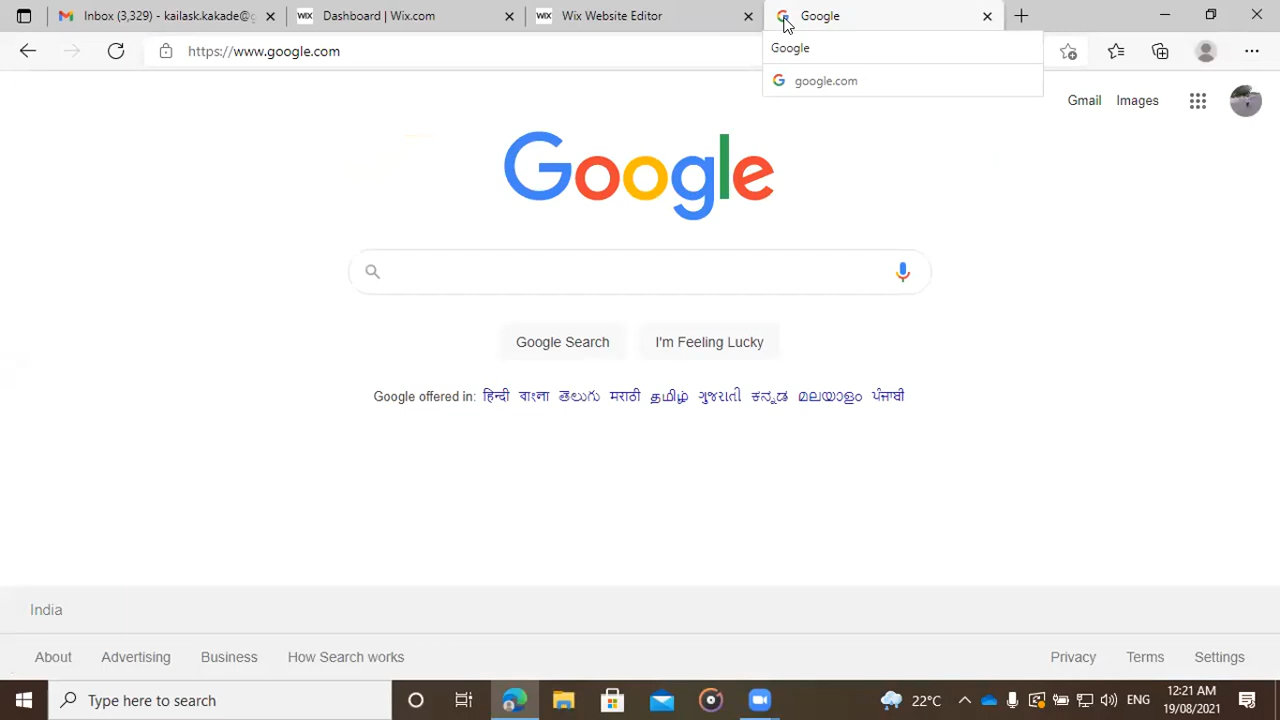 Inbox (3,329) - kailask.kakade@g
Dashboard | Wix.com
Wix Website Editor
Google
https://www.google.com
Google
google.com
Gmail
Images
Google
Google Search
I'm Feeling Lucky
Google offered in: हिन्दी বাংলা తెలుగు मराठी தமிழ் ગુજરાતી ಕನ್ನಡ മലയാളം ਪੰਜਾਬੀ
India
About Advertising Business How Search works
Privacy Terms Settings
Type here to search
22°C
ENG
12:21 AM
19/08/2021